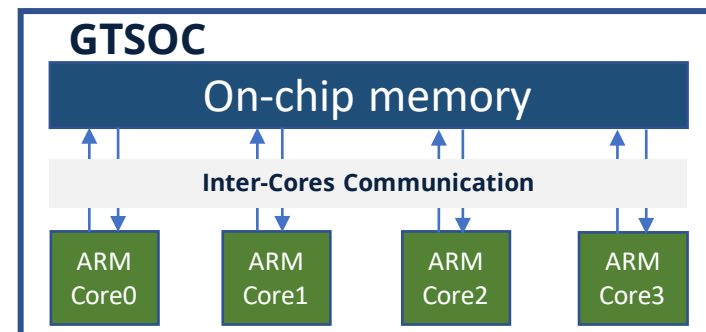 GTSOC
On-chip memory
Inter-Cores Communication
ARM
Core0
ARM
Core1
ARM
Core2
ARM
Core3